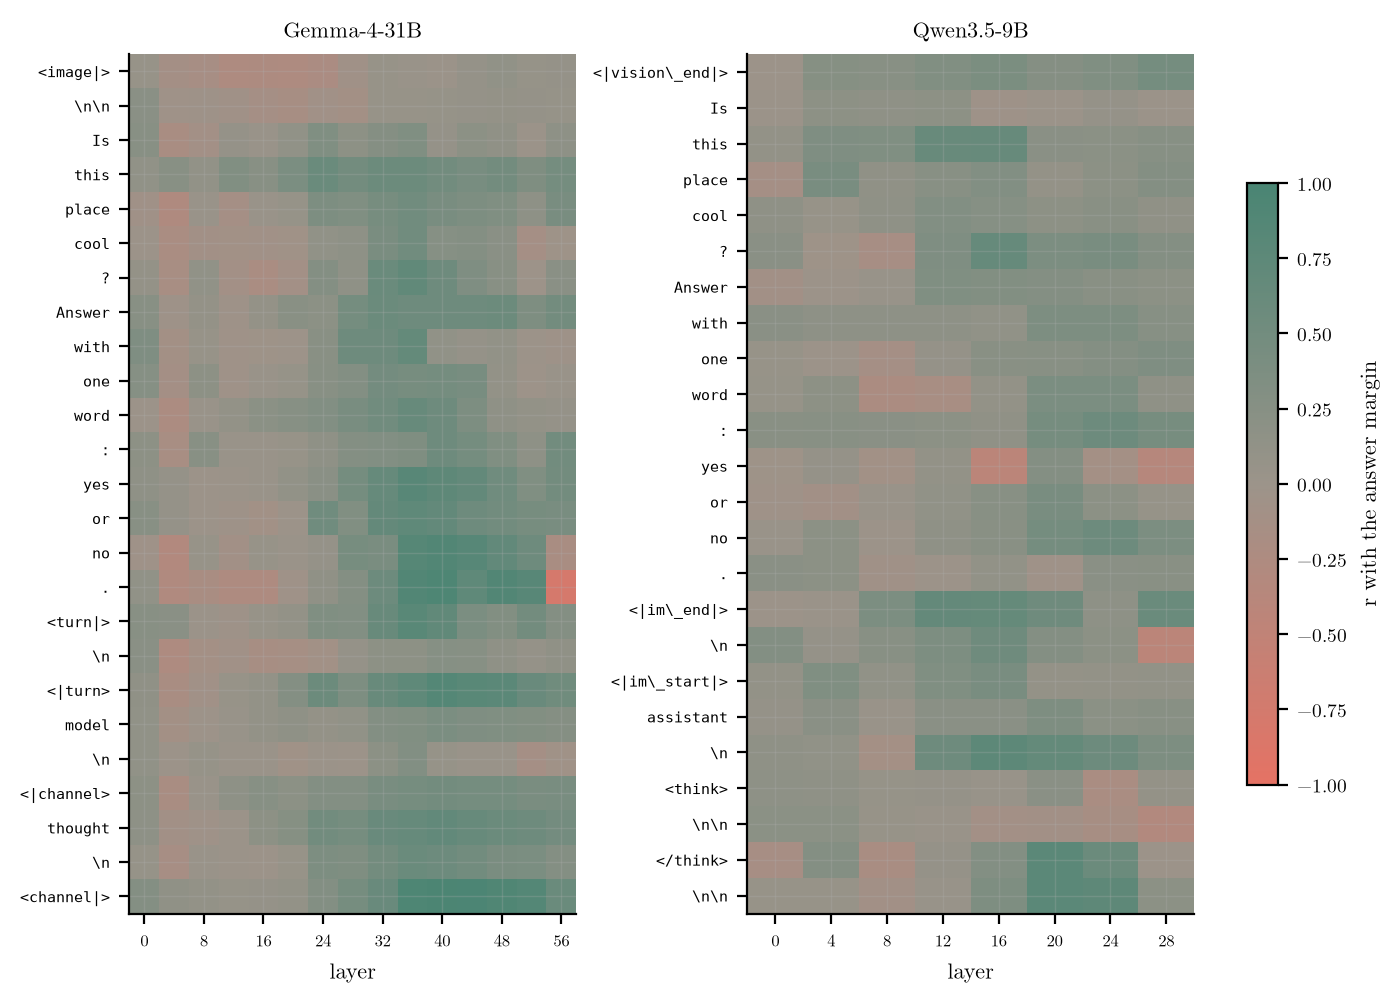 Gemma-4-31B
<image|>
\n\n
Is
this
place
cool
?
Answer
with
one
word
:
yes
or
no
.
<turn|>
\n
<|turn>
model
\n
<|channel>
thought
\n
<channel|>
0 8 16 24 32 40 48 56
layer
Qwen3.5-9B
<|vision\_end|>
Is
this
place
cool
?
Answer
with
one
word
:
yes
or
no
.
<|im\_end|>
\n
<|im\_start|>
assistant
\n
<think>
\n\n
</think>
\n\n
0 4 8 12 16 20 24 28
layer
1.00
0.75
0.50
0.25
0.00
−0.25
−0.50
−0.75
−1.00
r with the answer margin